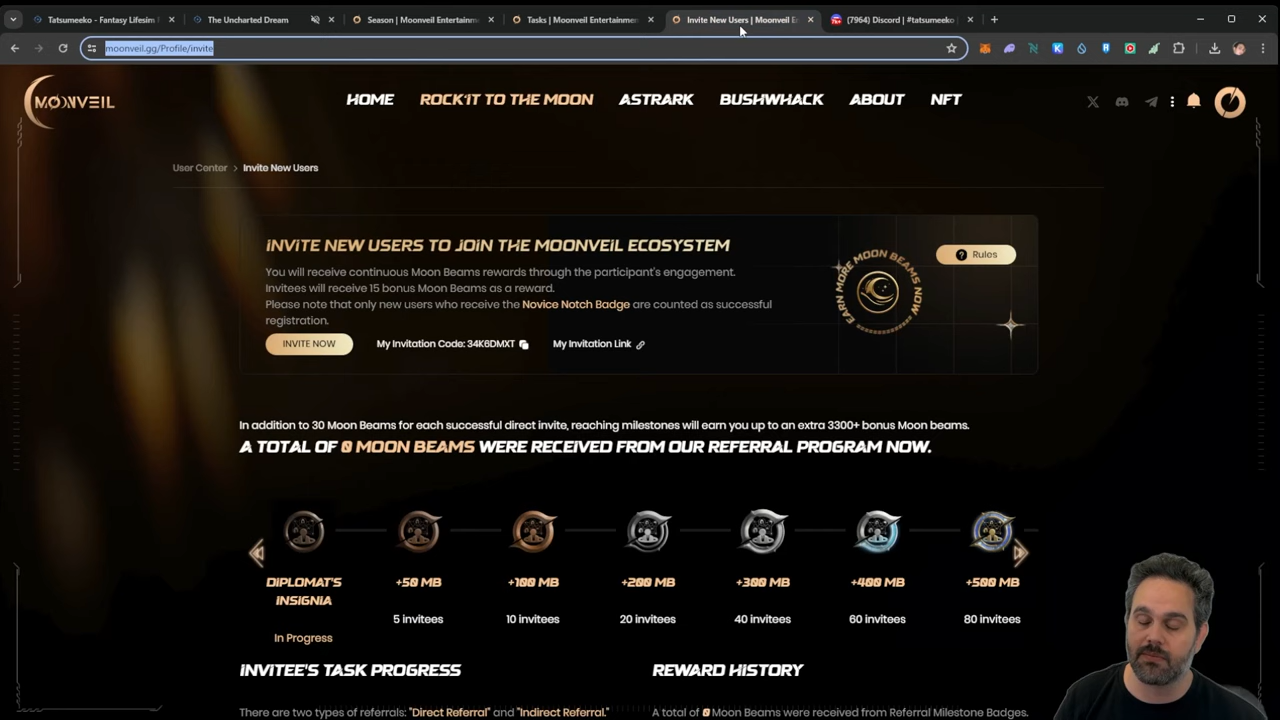 Tatsumeeko - Fantasy Lifesim
The Uncharted Dream
Season | Moonveil Entertainm
Tasks | Moonveil Entertainmen
Invite New Users | Moonveil E
(7964) Discord | #tatsumeeko
moonveil.gg/Profile/invite
MOONVEIL
HOME
ROCK'IT TO THE MOON
ASTRARK
BUSHWHACK
ABOUT
NFT
User Center > Invite New Users
INVITE NEW USERS TO JOIN THE MOONVEIL ECOSYSTEM
You will receive continuous Moon Beams rewards through the participant's engagement.
Invitees will receive 15 bonus Moon Beams as a reward.
Please note that only new users who receive the Novice Notch Badge are counted as successful
registration.
INVITE NOW
My Invitation Code: 34K6DMXT
My Invitation Link
EARN MORE MOON BEAMS NOW
? Rules
In addition to 30 Moon Beams for each successful direct invite, reaching milestones will earn you up to an extra 3300+ bonus Moon beams.
A TOTAL OF 0 MOON BEAMS WERE RECEIVED FROM OUR REFERRAL PROGRAM NOW.
DIPLOMAT'S
INSIGNIA
In Progress
+50 MB
5 invitees
+100 MB
10 invitees
+200 MB
20 invitees
+300 MB
40 invitees
+400 MB
60 invitees
+500 MB
80 invitees
INVITEE'S TASK PROGRESS
There are two types of referrals: "Direct Referral" and "Indirect Referral."
REWARD HISTORY
A total of 0 Moon Beams were received from Referral Milestone Badges.